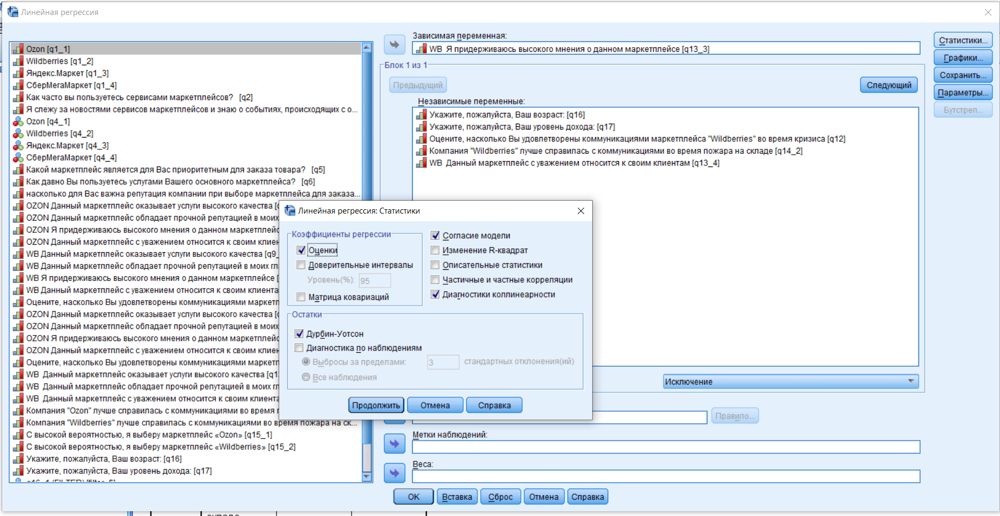 Линейная регрессия
Ozon [q1_1]
Wildberries [q1_2]
Яндекс.Маркет [q1_3]
СберМегаМаркет [q1_4]
Как часто вы пользуетесь сервисами маркетплейсов? [q2]
Я слежу за новостями сервисов маркетплейсов и знаю о событиях, происходящих с о...
Ozon [q4_1]
Wildberries [q4_2]
Яндекс.Маркет [q4_3]
СберМегаМаркет [q4_4]
Какой маркетплейс является для Вас приоритетным для заказа товара? [q5]
Как давно Вы пользуетесь услугами Вашего основного маркетплейса? [q6]
насколько для Вас важна репутация компании при выборе маркетплейса для заказа...
OZON Данный маркетплейс оказывает услуги высокого качества [
OZON Данный маркетплейс обладает прочной репутацией в моих
OZON Я придерживаюсь высокого мнения о данном маркетплейс
OZON Данный маркетплейс с уважением относится к своим клиен
WB Данный маркетплейс оказывает услуги высокого качества [q9_
WB Данный маркетплейс обладает прочной репутацией в моих гл
WB Я придерживаюсь высокого мнения о данном маркетплейсе [
WB Данный маркетплейс с уважением относится к своим клиента
Оцените, насколько Вы удовлетворены коммуникациями маркетп
OZON Данный маркетплейс оказывает услуги высокого качества [
OZON Данный маркетплейс обладает прочной репутацией в моих
OZON Я придерживаюсь высокого мнения о данном маркетплейс
OZON Данный маркетплейс с уважением относится к своим клиен
Оцените, насколько Вы удовлетворены коммуникациями маркетп
WB Данный маркетплейс оказывает услуги высокого качества [q1
WB Данный маркетплейс обладает прочной репутацией в моих гл
WB Данный маркетплейс с уважением относится к своим клиента
Компания "Ozon" лучше справилась с коммуникациями во время п
Компания "Wildberries" лучше справилась с коммуникациями во время пожара на ск...
С высокой вероятностью, я выберу маркетплейс «Ozon» [q15_1]
С высокой вероятностью, я выберу маркетплейс «Wildberries» [q15_2]
Укажите, пожалуйста, Ваш возраст: [q16]
Укажите, пожалуйста, Ваш уровень дохода: [q17]
Зависимая переменная:
WB Я придерживаюсь высокого мнения о данном маркетплейсе [q13_3]
Блок 1 из 1
Предыдущий
Следующий
Независимые переменные:
Укажите, пожалуйста, Ваш возраст: [q16]
Укажите, пожалуйста, Ваш уровень дохода: [q17]
Оцените, насколько Вы удовлетворены коммуникациями маркетплейса "Wildberries" во время кризиса [q12]
Компания "Wildberries" лучше справилась с коммуникациями во время пожара на складе [q14_2]
WB Данный маркетплейс с уважением относится к своим клиентам [q13_4]
Исключение
Правило...
Метки наблюдений:
Веса:
OK
Вставка
Сброс
Отмена
Справка
Статистики...
Графики...
Сохранить...
Параметры...
Бутстреп...
Линейная регрессия: Статистики
Коэффициенты регрессии
Оценки
Доверительные интервалы
Уровень(%): 95
Матрица ковариаций
Согласие модели
Изменение R-квадрат
Описательные статистики
Частичные и частные корреляции
Диагностики коллинеарности
Остатки
Дурбин-Уотсон
Диагностика по наблюдениям
Выбросы за пределами: 3 стандартных отклонения(ий)
Все наблюдения
Продолжить
Отмена
Справка